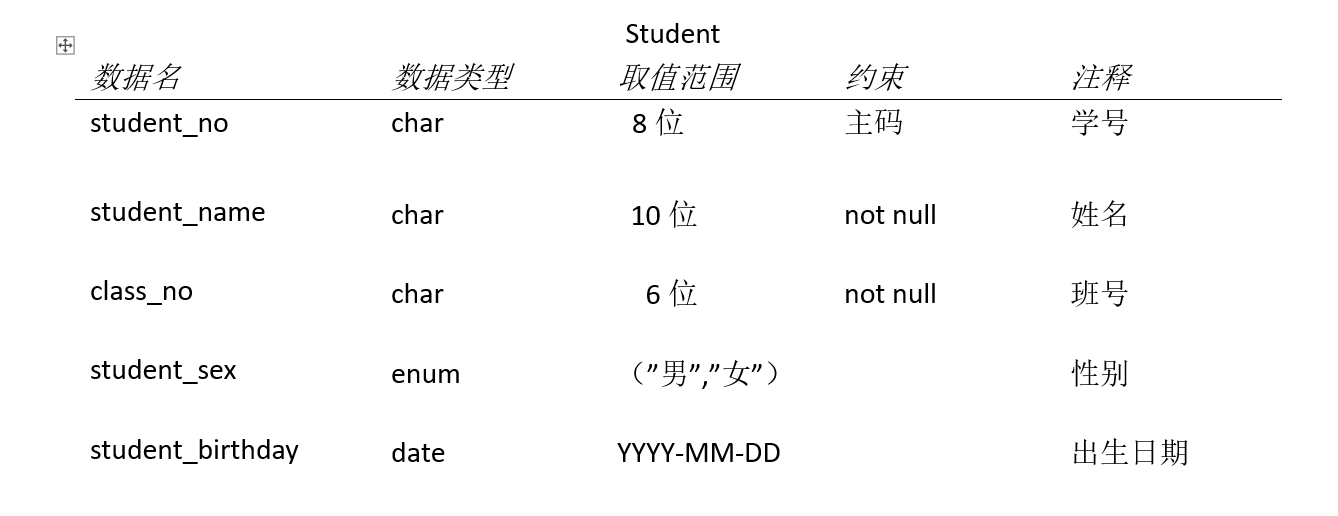 Student
数据名 数据类型 取值范围 约束 注释
student_no char 8 位 主码 学号
student_name char 10 位 not null 姓名
class_no char 6 位 not null 班号
student_sex enum （”男”,”女”） 性别
student_birthday date YYYY-MM-DD 出生日期